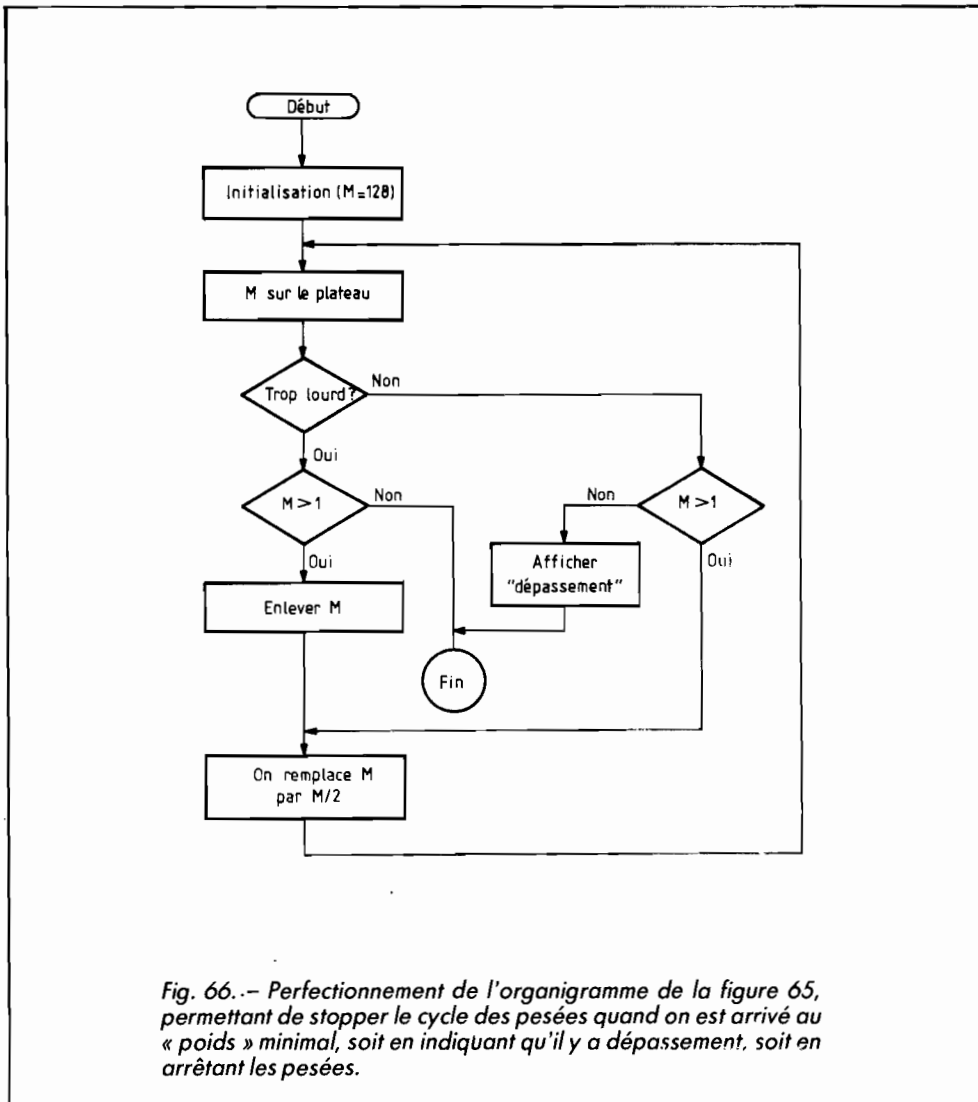 Début
Initialisation (M=128)
M sur le plateau
Trop lourd?
Non
Oui
M>1
Non
Non
M>1
Oui
Afficher
"dépassement"
Oui
Enlever M
Fin
On remplace M
par M/2
Fig. 66.-– Perfectionnement de l'organigramme de la figure 65,
permettant de stopper le cycle des pesées quand on est arrivé au
« poids » minimal, soit en indiquant qu'il y a dépassement, soit en
arrêtant les pesées.